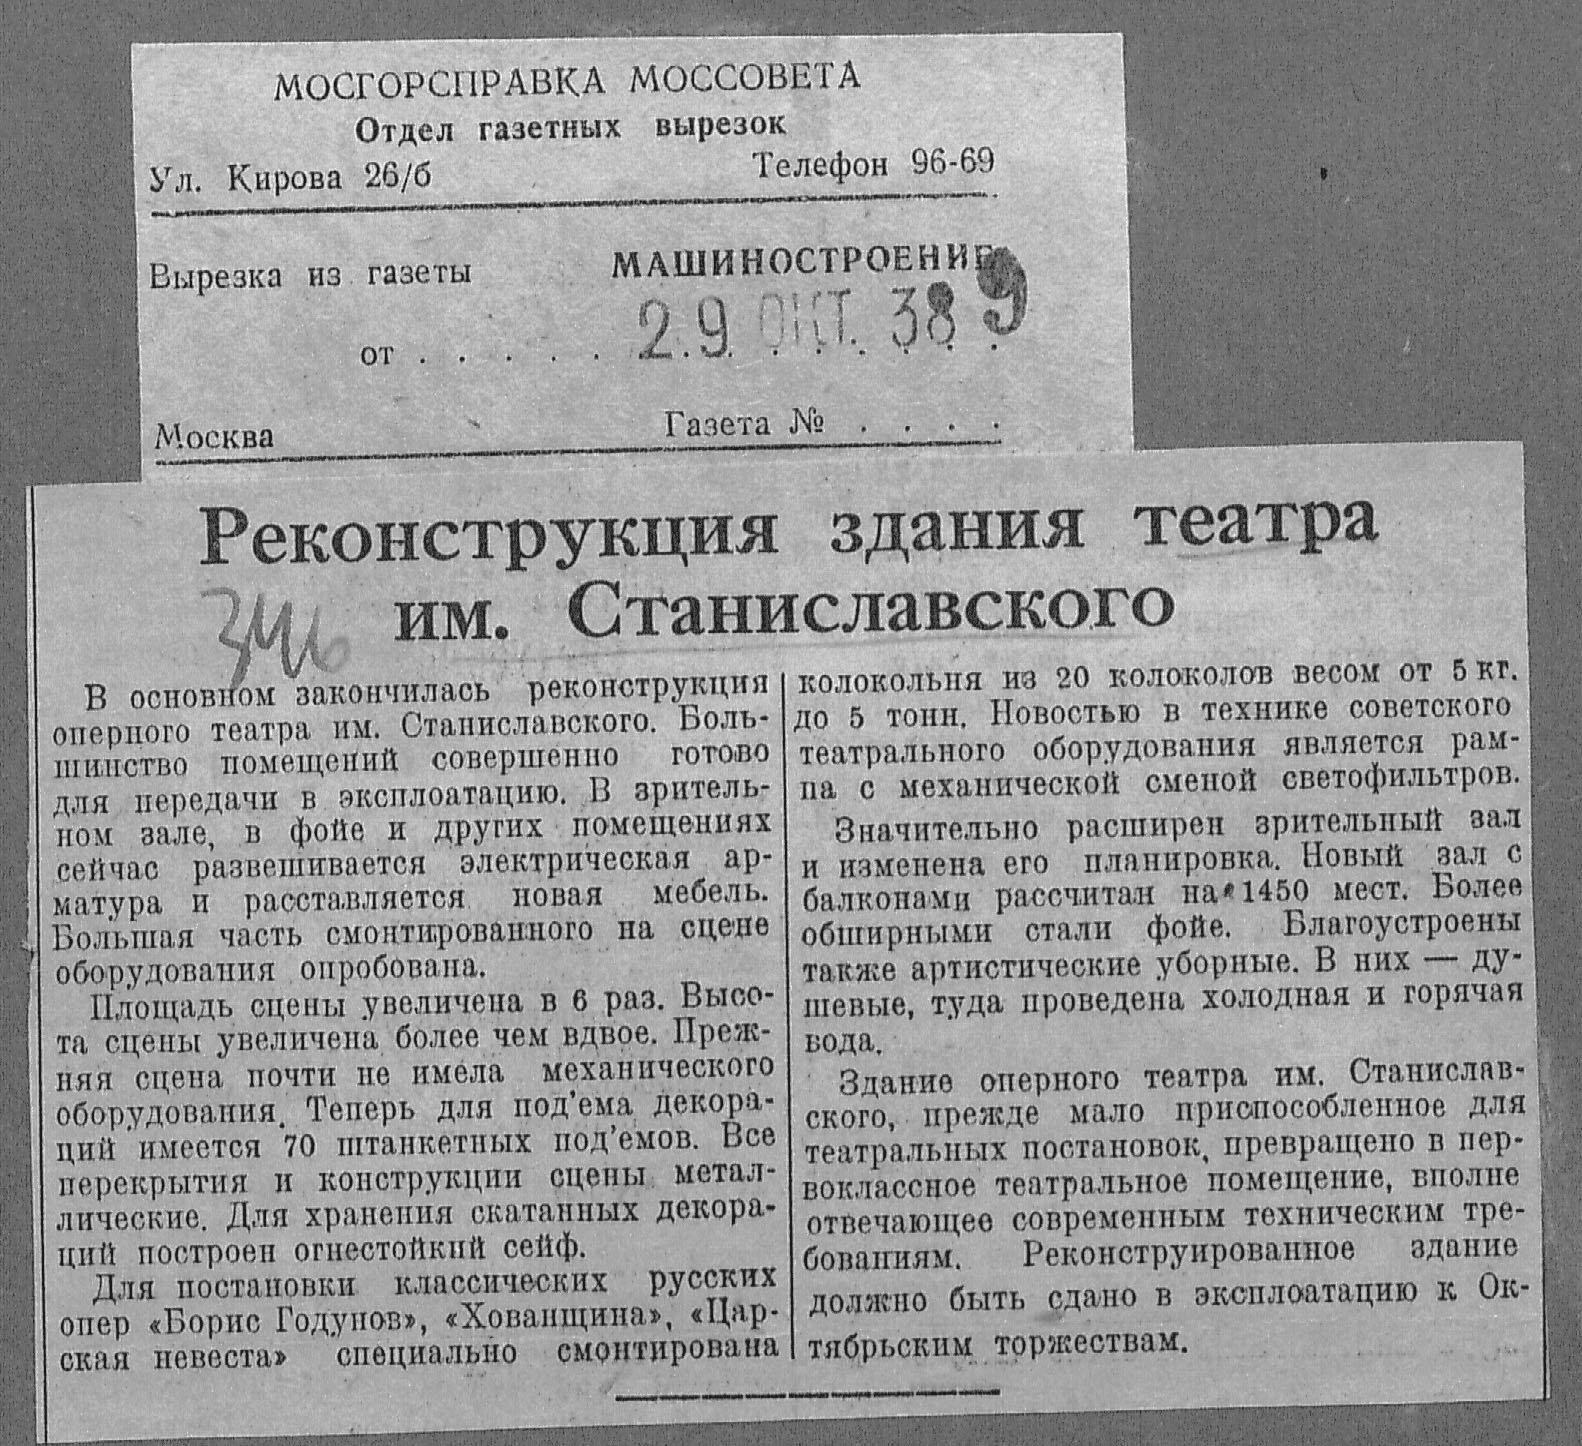 МОСГОРСПРАВКА МОССОВЕТА
Отдел газетных вырезок
Ул. Кирова 26/б Телефон 96-69
Вырезка из газеты МАШИНОСТРОЕНИЕ
от . . . . . 29 ОКТ. 38 9
Москва Газета № . . . .
Реконструкция здания театра
им. Станиславского
346
В основном закончилась реконструкция
оперного театра им. Станиславского. Боль-
шинство помещений совершенно готово
для передачи в эксплоатацию. В зритель-
ном зале, в фойе и других помещениях
сейчас развешивается электрическая ар-
матура и расставляется новая мебель.
Большая часть смонтированного на сцене
оборудования опробована.
Площадь сцены увеличена в 6 раз. Высо-
та сцены увеличена более чем вдвое. Преж-
няя сцена почти не имела механического
оборудования. Теперь для под'ема декора-
ций имеется 70 штанкетных под'емов. Все
перекрытия и конструкции сцены метал-
лические. Для хранения скатанных декора-
ций построен огнестойкий сейф.
Для постановки классических русских
опер «Борис Годунов», «Хованщина», «Цар-
ская невеста» специально смонтирована
колокольня из 20 колоколов весом от 5 кг.
до 5 тонн. Новостью в технике советского
театрального оборудования является рам-
па с механической сменой светофильтров.
Значительно расширен зрительный зал
и изменена его планировка. Новый зал с
балконами рассчитан на 1450 мест. Более
обширными стали фойе. Благоустроены
также артистические уборные. В них — ду-
шевые, туда проведена холодная и горячая
вода.
Здание оперного театра им. Станислав-
ского, прежде мало приспособленное для
театральных постановок, превращено в пер-
воклассное театральное помещение, вполне
отвечающее современным техническим тре-
бованиям. Реконструированное здание
должно быть сдано в эксплоатацию к Ок-
тябрьским торжествам.